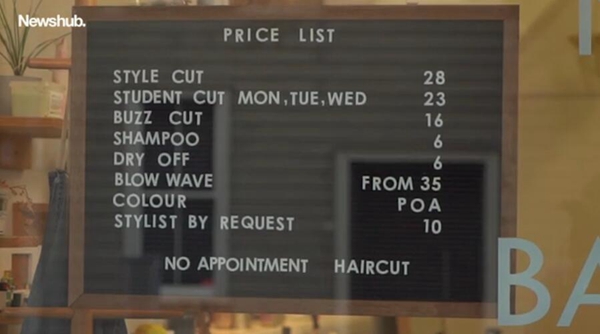 Newshub.
PRICE LIST
STYLE CUT 28
STUDENT CUT MON,TUE,WED 23
BUZZ CUT 16
SHAMPOO 6
DRY OFF 6
BLOW WAVE FROM 35
COLOUR POA
STYLIST BY REQUEST 10
NO APPOINTMENT HAIRCUT
BA